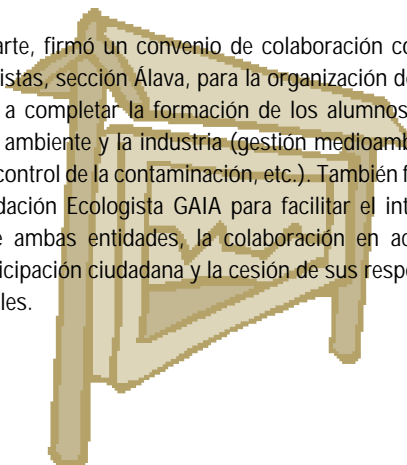 arte, firmó un convenio de colaboración co
istas, sección Álava, para la organización de
a completar la formación de los alumnos
ambiente y la industria (gestión medioamb
control de la contaminación, etc.). También f
dación Ecologista GAIA para facilitar el int
e ambas entidades, la colaboración en ac
ticipación ciudadana y la cesión de sus respe
les.